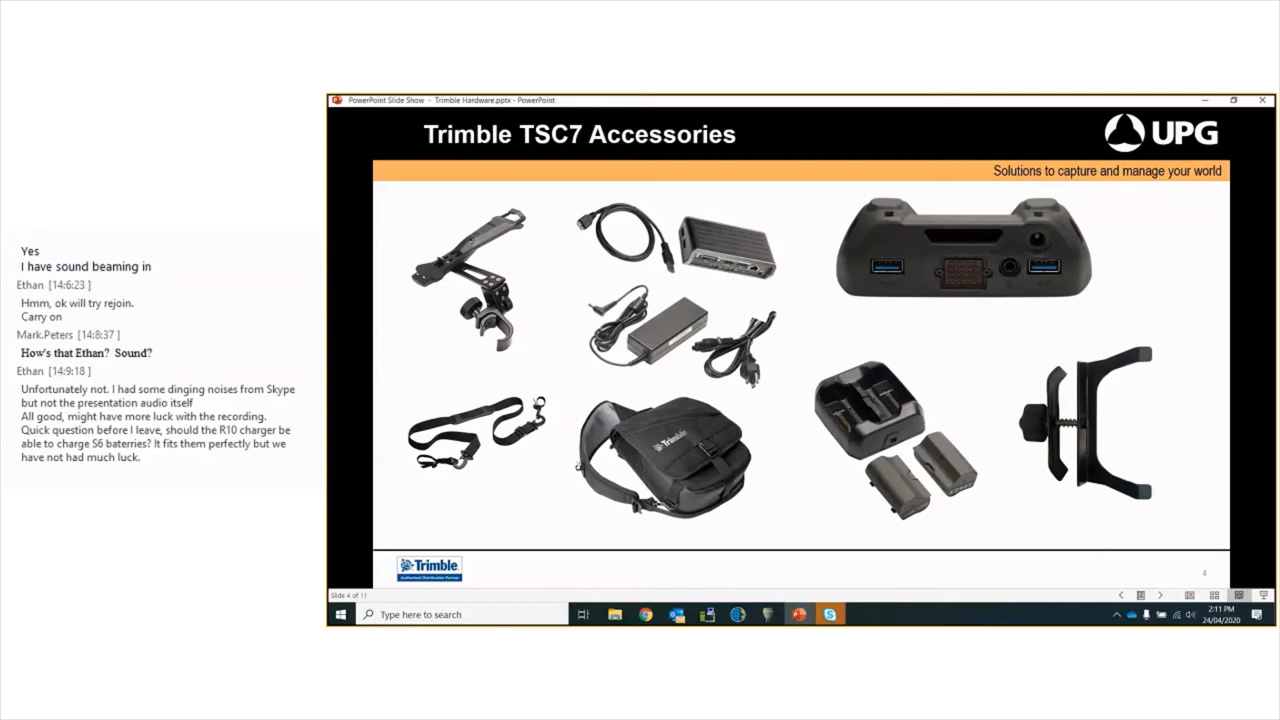 Yes
I have sound beaming in
Ethan [14:6:23 ]
Hmm, ok will try rejoin.
Carry on
Mark.Peters [14:8:37 ]
How's that Ethan? Sound?
Ethan [14:9:18 ]
Unfortunately not. I had some dinging noises from Skype
but not the presentation audio itself
All good, might have more luck with the recording.
Quick question before I leave, should the R10 charger be
able to charge S6 baterries? It fits them perfectly but we
have not had much luck.
PowerPoint Slide Show - Trimble Hardware.pptx - PowerPoint
Trimble TSC7 Accessories
UPG
Solutions to capture and manage your world
Trimble
Trimble
Authorised Distribution Partner
4
Slide 4 of 11
Type here to search
2:11 PM
24/04/2020